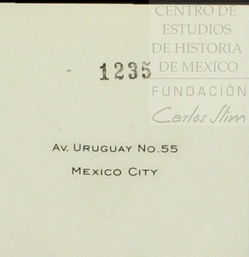 CENTRO DE
ESTUDIOS
DE HISTORIA
DE MEXICO
FUNDACIÓN
Carlos Slim
- 1235
AV. URUGUAY NO.55
MEXICO CITY